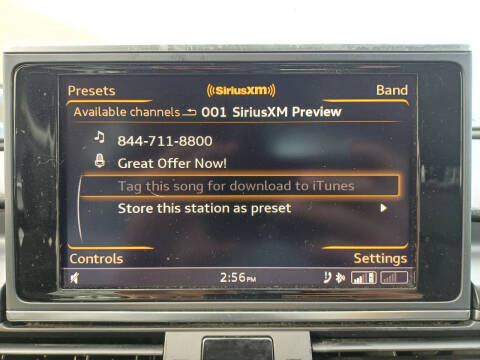 Presets ((SiriusXM)) Band
Available channels 001 SiriusXM Preview
844-711-8800
Great Offer Now!
Tag this song for download to iTunes
Store this station as preset
Controls Settings
2:56PM